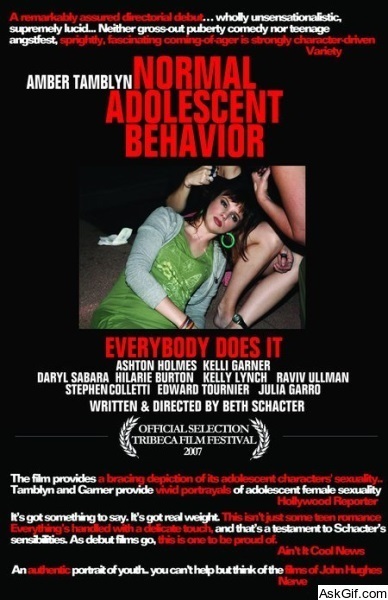 A remarkably assured directorial debut... wholly unsensationalistic,
supremely lucid... Neither gross-out puberty comedy nor teenage
angstfest, sprightly, fascinating coming-of-ager is strongly character-driven
Variety
AMBER TAMBLYN
NORMAL
ADOLESCENT
BEHAVIOR
EVERYBODY DOES IT
ASHTON HOLMES KELLI GARNER
DARYL SABARA HILARIE BURTON KELLY LYNCH RAVIV ULLMAN
STEPHEN COLLETTI EDWARD TOURNIER JULIA GARRO
WRITTEN & DIRECTED BY BETH SCHACTER
OFFICIAL SELECTION
TRIBECA FILM FESTIVAL
2007
The film provides a bracing depiction of its adolescent characters' sexuality..
Tamblyn and Garner provide vivid portrayals of adolescent female sexuality
Hollywood Reporter
It's got something to say. It's got real weight. This isn't just some teen romance
Everything's handled with a delicate touch, and that's a testament to Schacter's
sensibilities. As debut films go, this is one to be proud of.
Ain't It Cool News
An authentic portrait of youth.. you can't help but think of the films of John Hughes
Nerve
AskGif.com